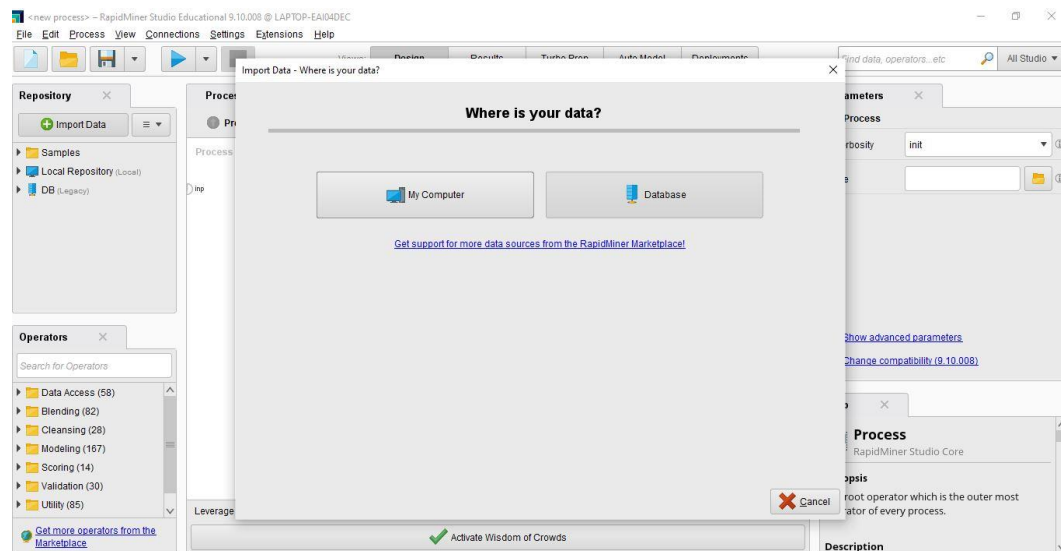 <new process> – RapidMiner Studio Educational 9.10.008 @ LAPTOP-EAI04DEC
File Edit Process View Connections Settings Extensions Help
Views: Design Results Turbo Prep Auto Model Deployments
Find data, operators...etc All Studio
Import Data - Where is your data?
Repository
Import Data
Samples
Local Repository (Local)
DB (Legacy)
Process
inp
Where is your data?
My Computer
Database
Get support for more data sources from the RapidMiner Marketplace!
Cancel
Operators
Search for Operators
Data Access (58)
Blending (82)
Cleansing (28)
Modeling (167)
Scoring (14)
Validation (30)
Utility (85)
Get more operators from the
Marketplace
Leverage
Activate Wisdom of Crowds
ameters
Process
rbosity init
e
Show advanced parameters
Change compatibility (9.10.008)
Process
RapidMiner Studio Core
opsis
root operator which is the outer most
rator of every process.
Description